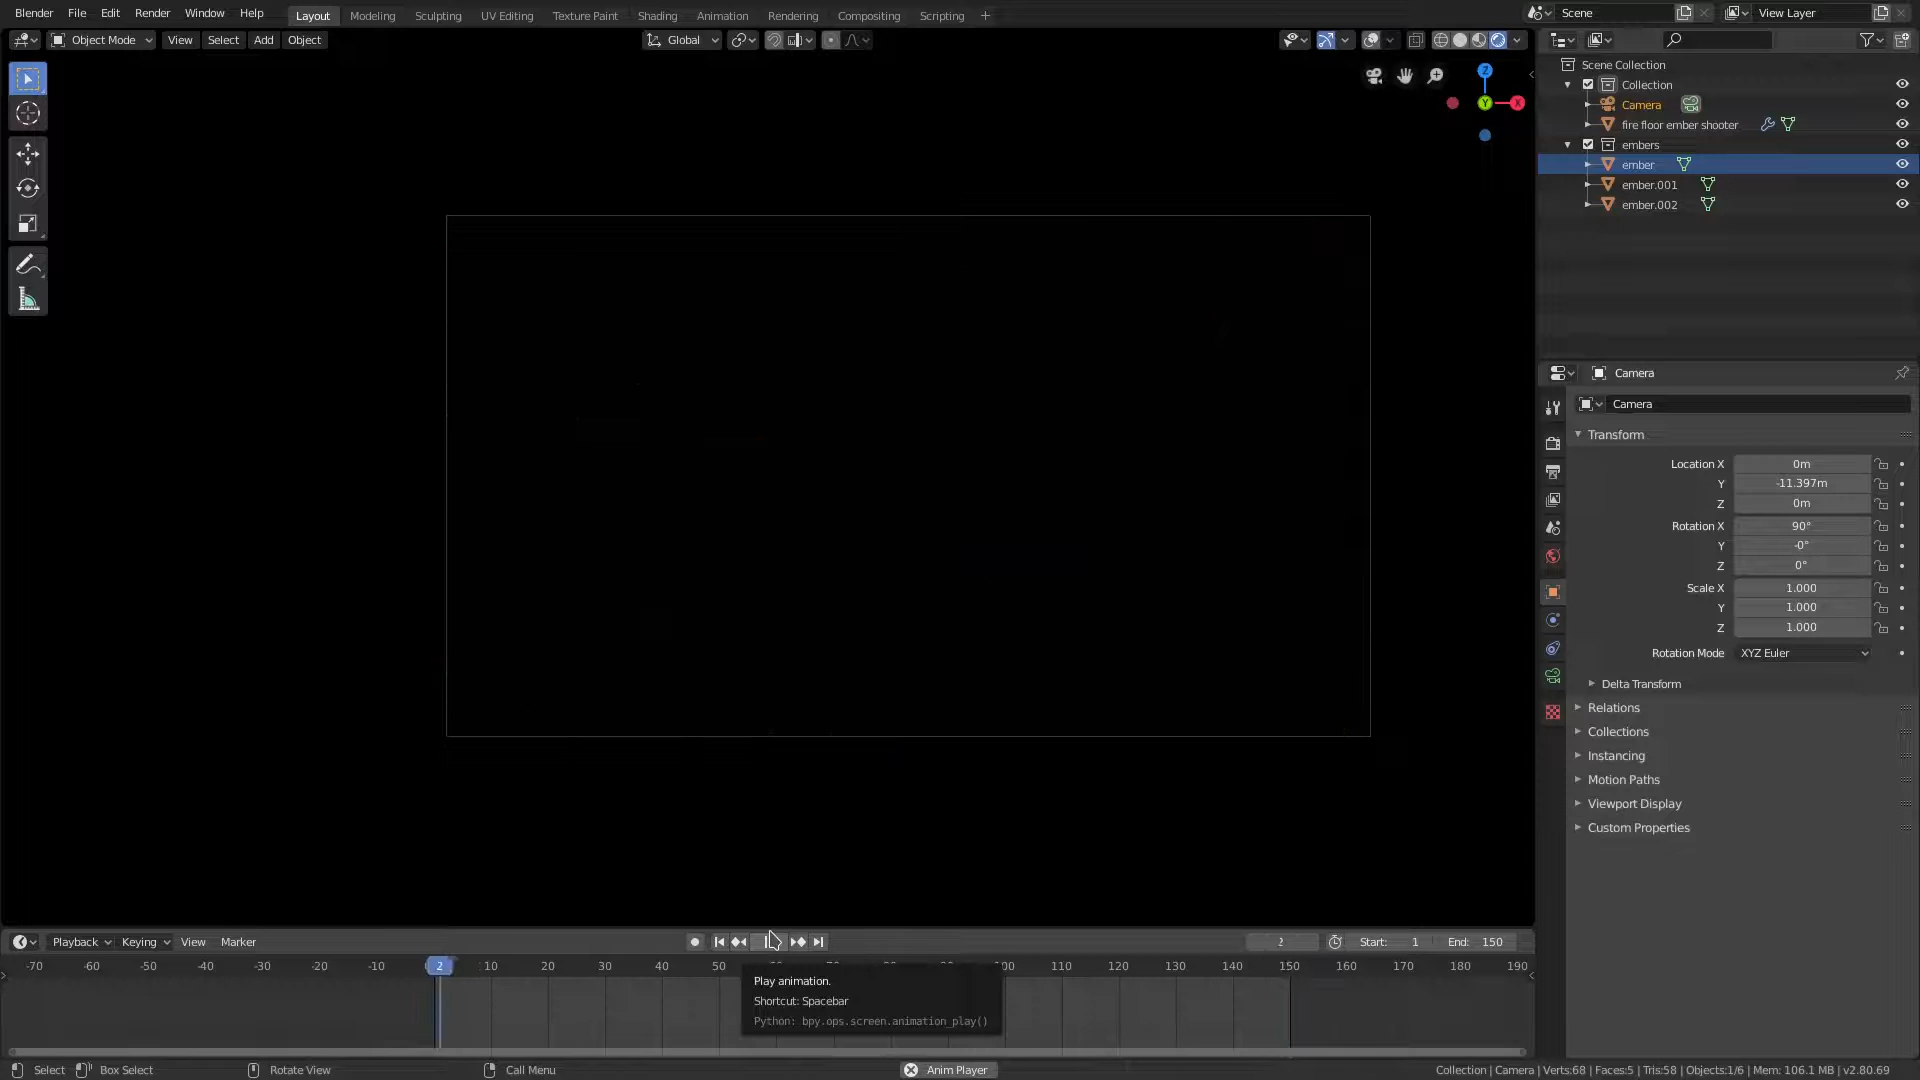 Blender File Edit Render Window Help Layout Modeling Sculpting UV Editing Texture Paint Shading Animation Rendering Compositing Scripting + Scene View Layer
Object Mode View Select Add Object Global
Scene Collection
Collection
Camera
fire floor ember shooter
embers
ember
ember.001
ember.002
Camera
Camera
Transform
Location X 0m
Y -11.397m
Z 0m
Rotation X 90°
Y -0°
Z 0°
Scale X 1.000
Y 1.000
Z 1.000
Rotation Mode XYZ Euler
Delta Transform
Relations
Collections
Instancing
Motion Paths
Viewport Display
Custom Properties
X
Y
Z
Playback Keying View Marker 2 Start: 1 End: 150
-70 -60 -50 -40 -30 -20 -10 2 10 20 30 40 50 110 120 130 140 150 160 170 180 190
Play animation.
Shortcut: Spacebar
Python: bpy.ops.screen.animation_play()
Select Box Select Rotate View Call Menu Anim Player Collection | Camera | Verts:68 | Faces:5 | Tris:58 | Objects:1/6 | Mem: 106.1 MB | v2.80.69